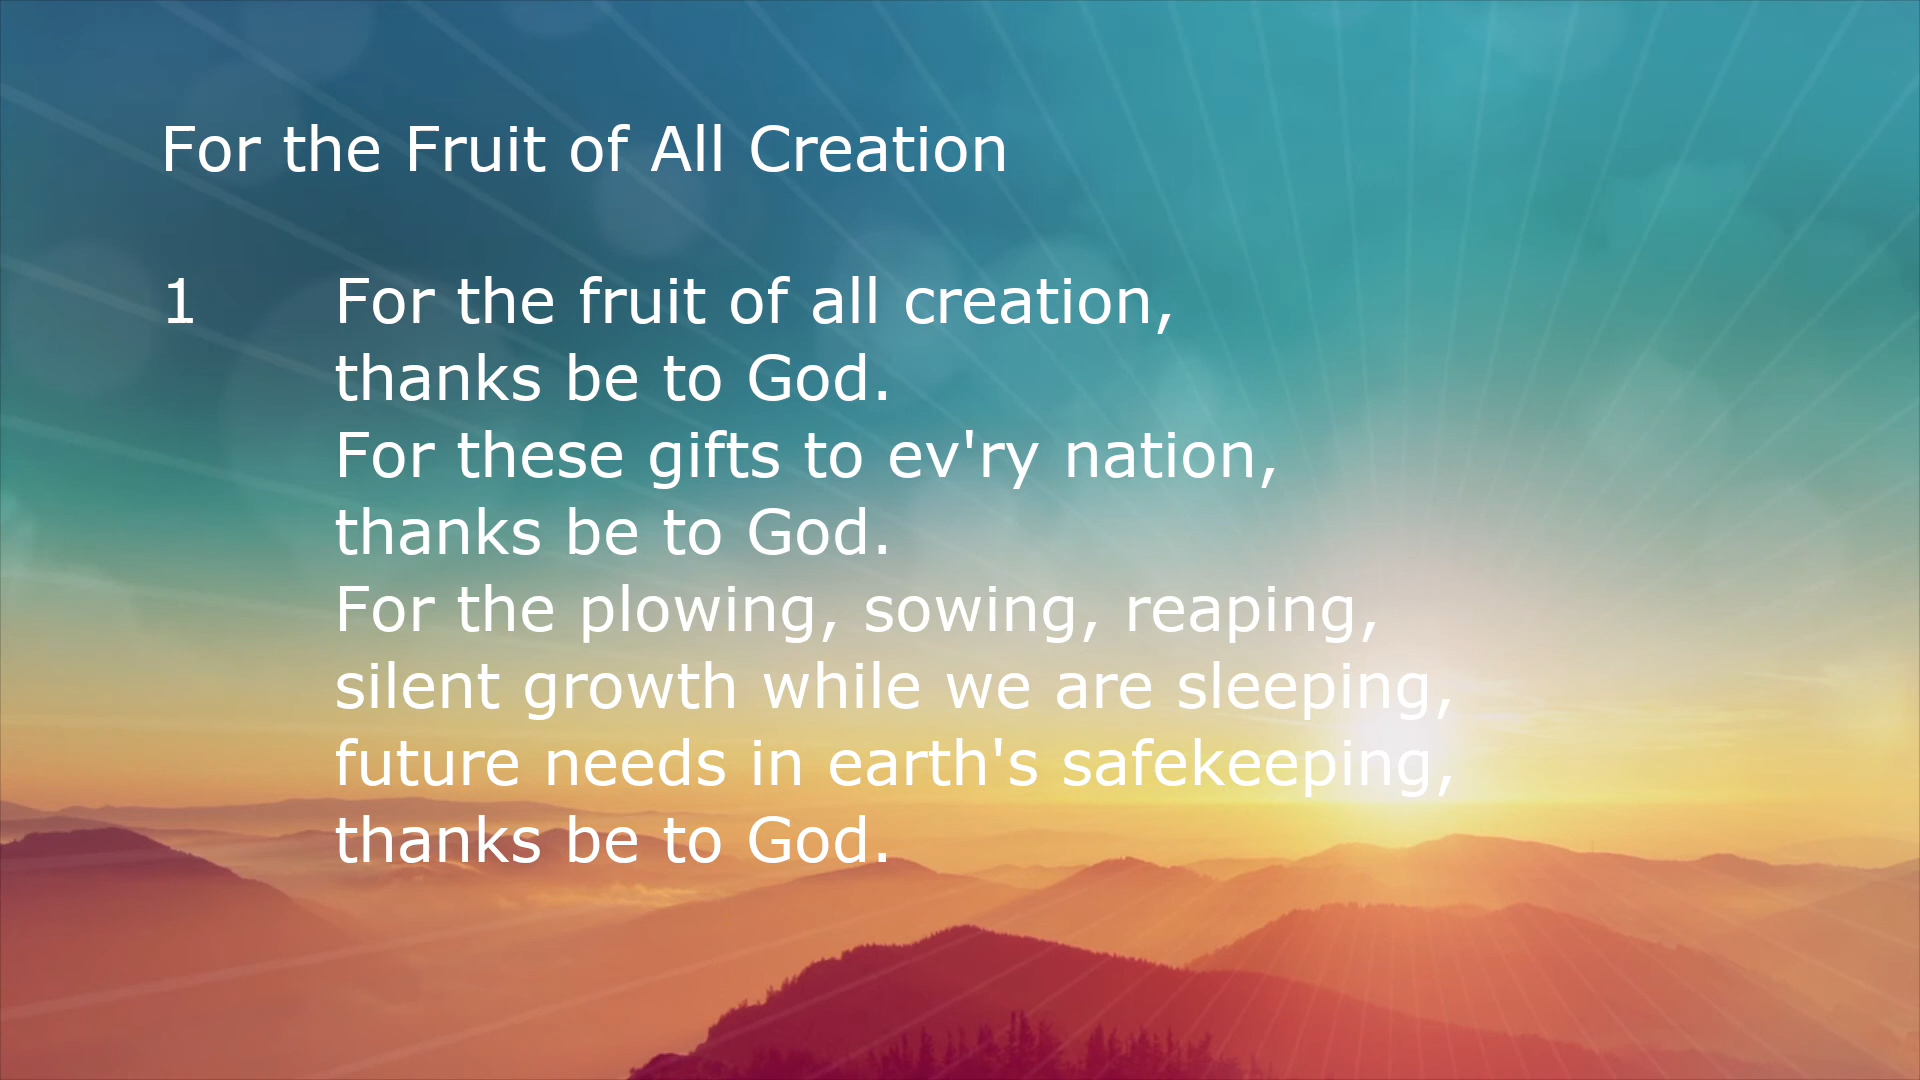 For the Fruit of All Creation
1 For the fruit of all creation,
thanks be to God.
For these gifts to ev'ry nation,
thanks be to God.
For the plowing, sowing, reaping,
silent growth while we are sleeping,
future needs in earth's safekeeping,
thanks be to God.